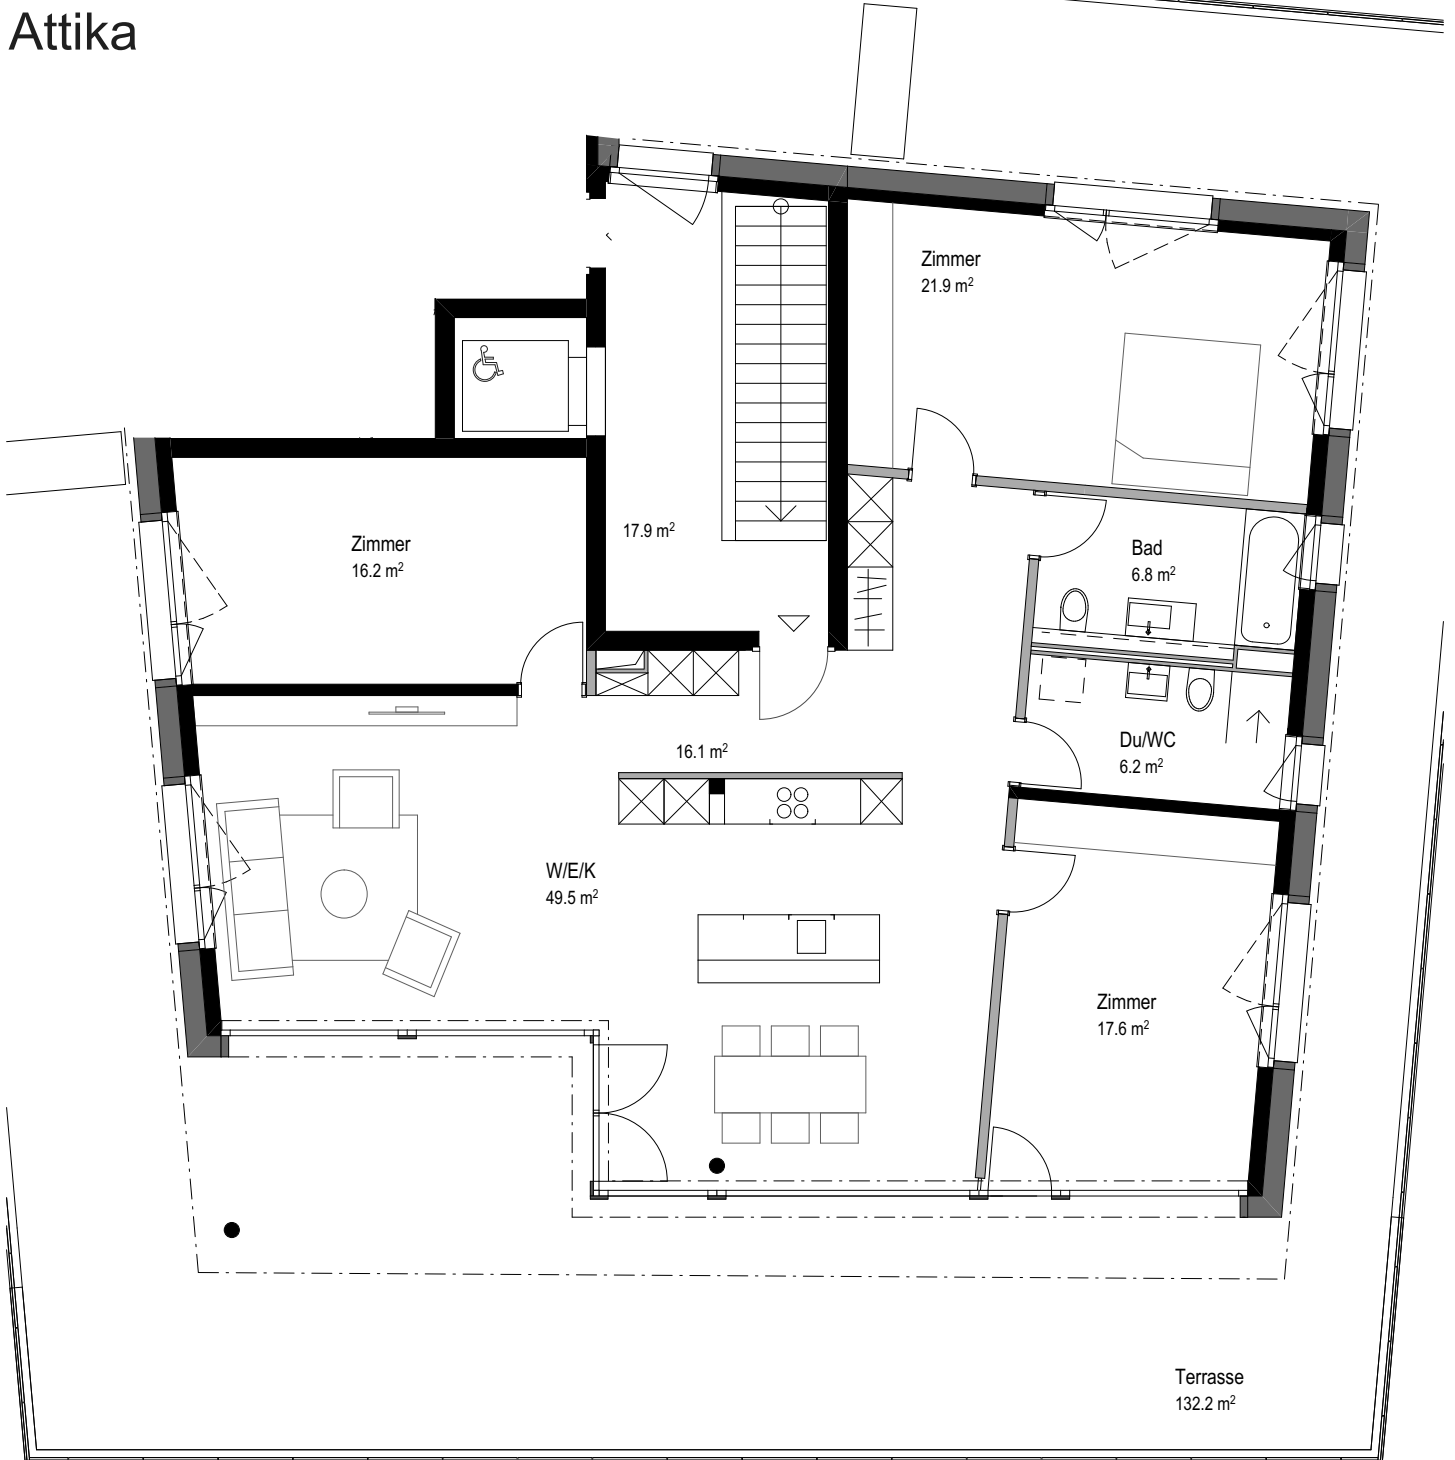 Attika
Zimmer
21.9 m²
17.9 m²
Zimmer
16.2 m²
Bad
6.8 m²
Du/WC
6.2 m²
16.1 m²
W/E/K
49.5 m²
Zimmer
17.6 m²
Terrasse
132.2 m²